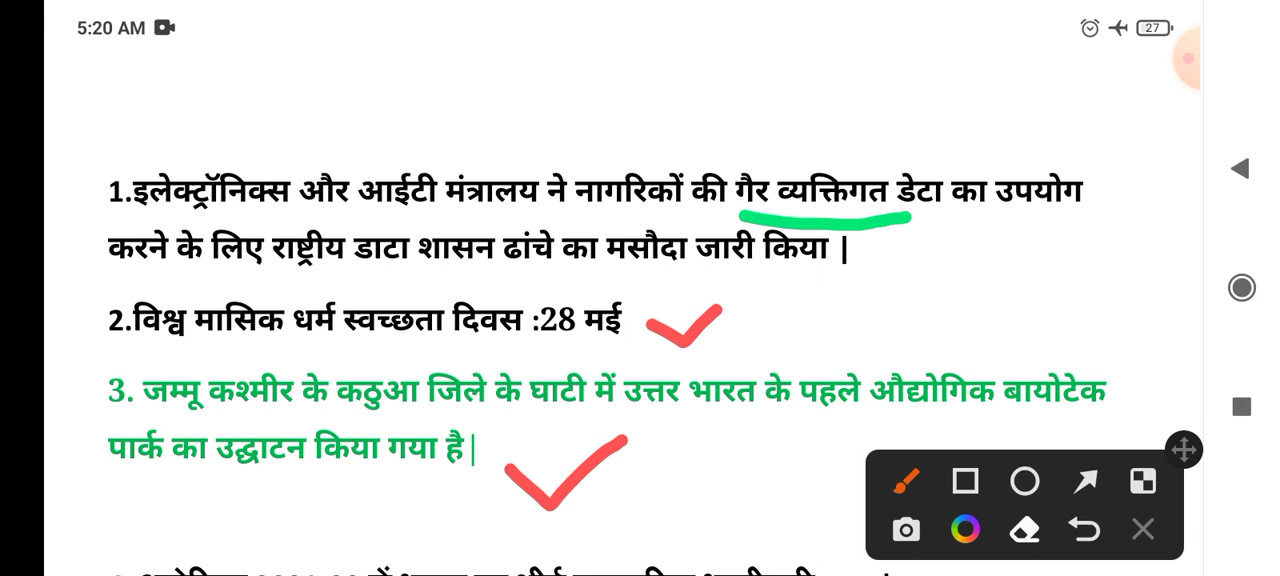 5:20 AM
27
1.इलेक्ट्रॉनिक्स और आईटी मंत्रालय ने नागरिकों की गैर व्यक्तिगत डेटा का उपयोग
करने के लिए राष्ट्रीय डाटा शासन ढांचे का मसौदा जारी किया |
2.विश्व मासिक धर्म स्वच्छता दिवस :28 मई
3. जम्मू कश्मीर के कठुआ जिले के घाटी में उत्तर भारत के पहले औद्योगिक बायोटेक
पार्क का उद्घाटन किया गया है|